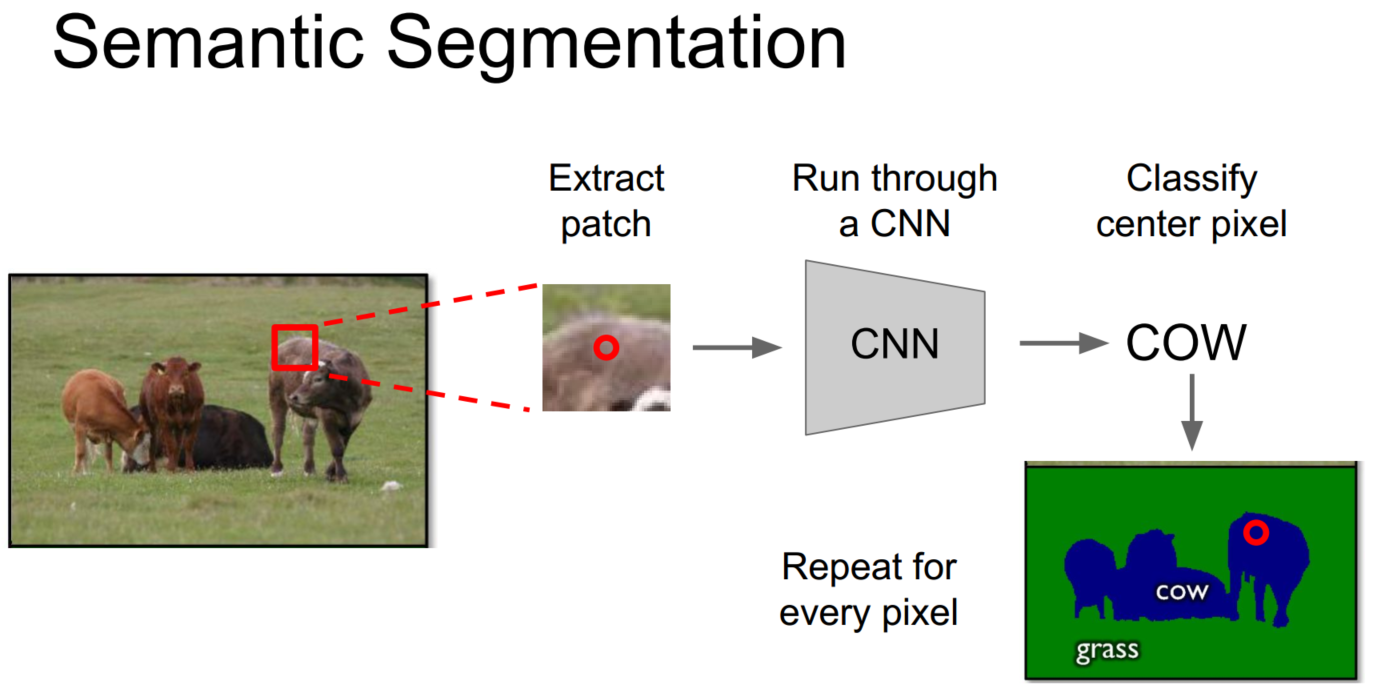 Semantic Segmentation
Extract
patch
Run through
a CNN
Classify
center pixel
CNN
COW
Repeat for
every pixel
cow
grass